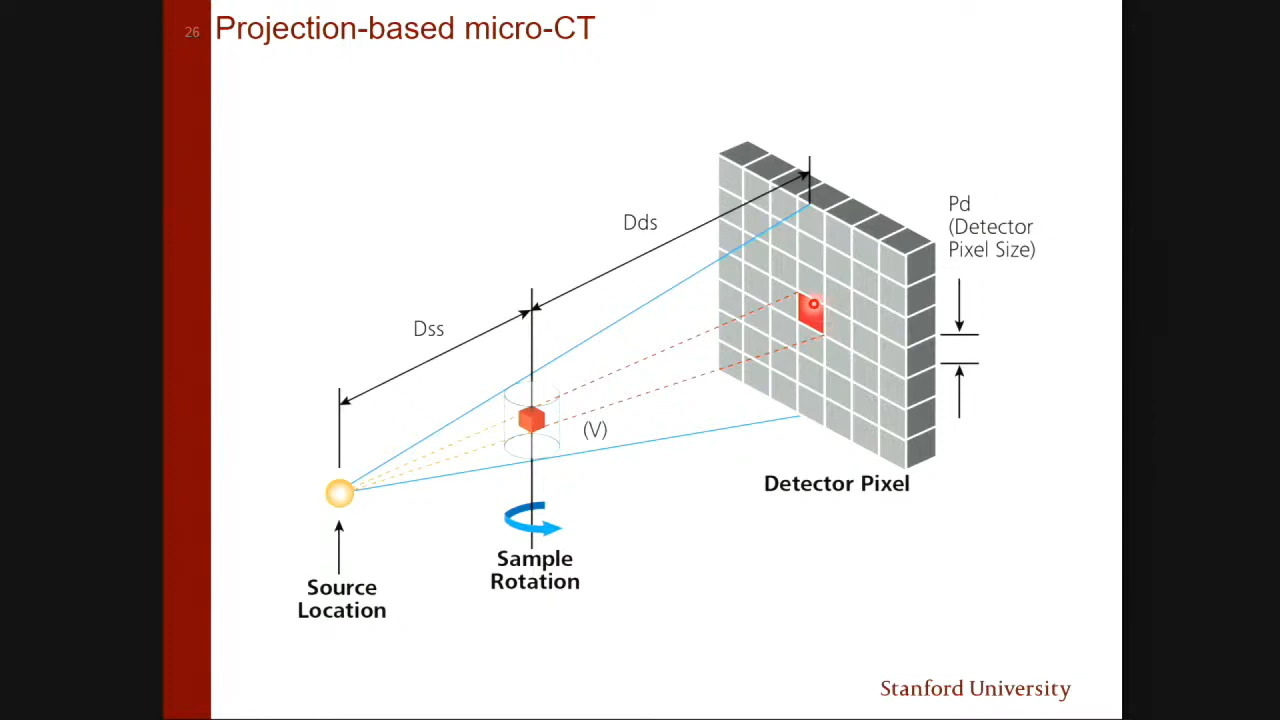 26
Projection-based micro-CT
Pd
(Detector
Pixel Size)
Dds
Dss
(V)
Detector Pixel
Sample
Rotation
Source
Location
Stanford University